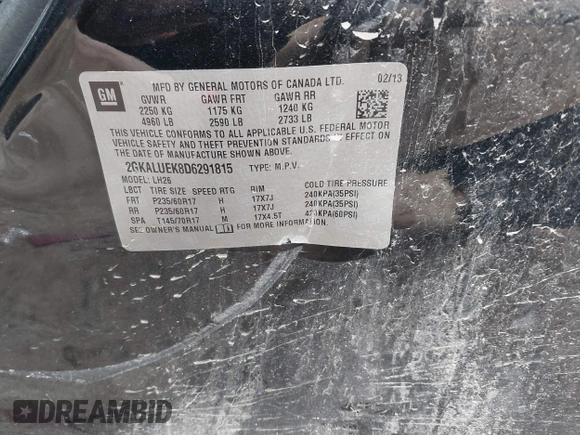 GM
MFD BY GENERAL MOTORS OF CANADA LTD. 02/13
GVWR GAWR FRT GAWR RR
2250 KG 1175 KG 1240 KG
4960 LB 2590 LB 2733 LB
THIS VEHICLE CONFORMS TO ALL APPLICABLE U.S. FEDERAL MOTOR
VEHICLE SAFETY AND THEFT PREVENTION STANDARDS IN EFFECT ON
THE DATE OF MANUFACTURE SHOWN ABOVE.
2GKALUEK8D6291815 TYPE: M.P.V.
MODEL: LH26
LBCT TIRE SIZE SPEED RTG RIM COLD TIRE PRESSURE
FRT P235/60R17 H 17X7J 240KPA(35PSI)
RR P235/60R17 H 17X7J 240KPA(35PSI)
SPA T145/70R17 M 17X4.5T 420KPA(60PSI)
SEE OWNER'S MANUAL FOR MORE INFORMATION.
DREAMBID